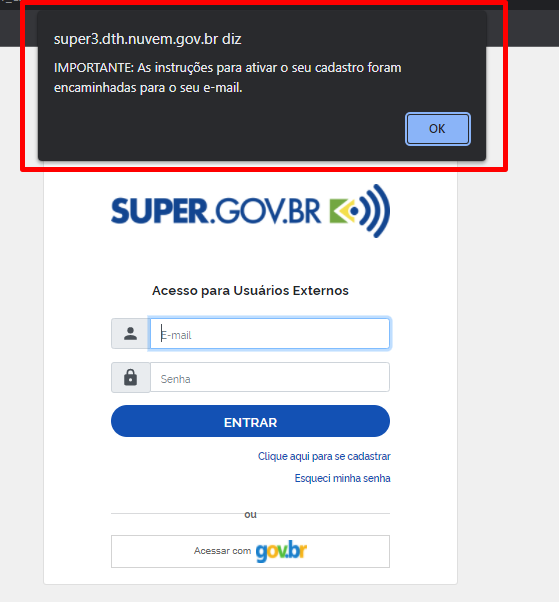 super3.dth.nuvem.gov.br diz
IMPORTANTE: As instruções para ativar o seu cadastro foram
encaminhadas para o seu e-mail.
OK
SUPER.GOV.BR
Acesso para Usuários Externos
E-mail
Senha
ENTRAR
Clique aqui para se cadastrar
Esqueci minha senha
ou
Acessar com gov.br